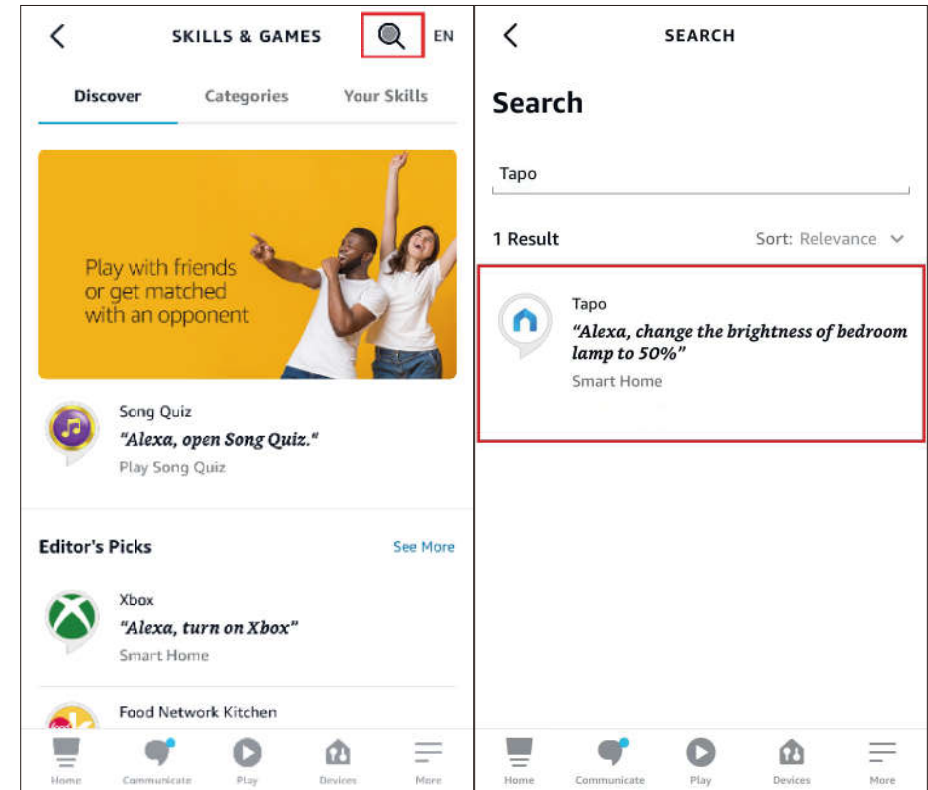 SKILLS & GAMES
EN
Discover
Categories
Your Skills
Play with friends
or get matched
with an opponent
Song Quiz
"Alexa, open Song Quiz."
Play Song Quiz
Editor's Picks
See More
Xbox
"Alexa, turn on Xbox"
Smart Home
Food Network Kitchen
food
k
Home
Communicate
Play
Devices
More
SEARCH
Search
Tapo
1 Result
Sort: Relevance
Tapo
"Alexa, change the brightness of bedroom
lamp to 50%"
Smart Home
Home
Communicate
Play
Devices
More